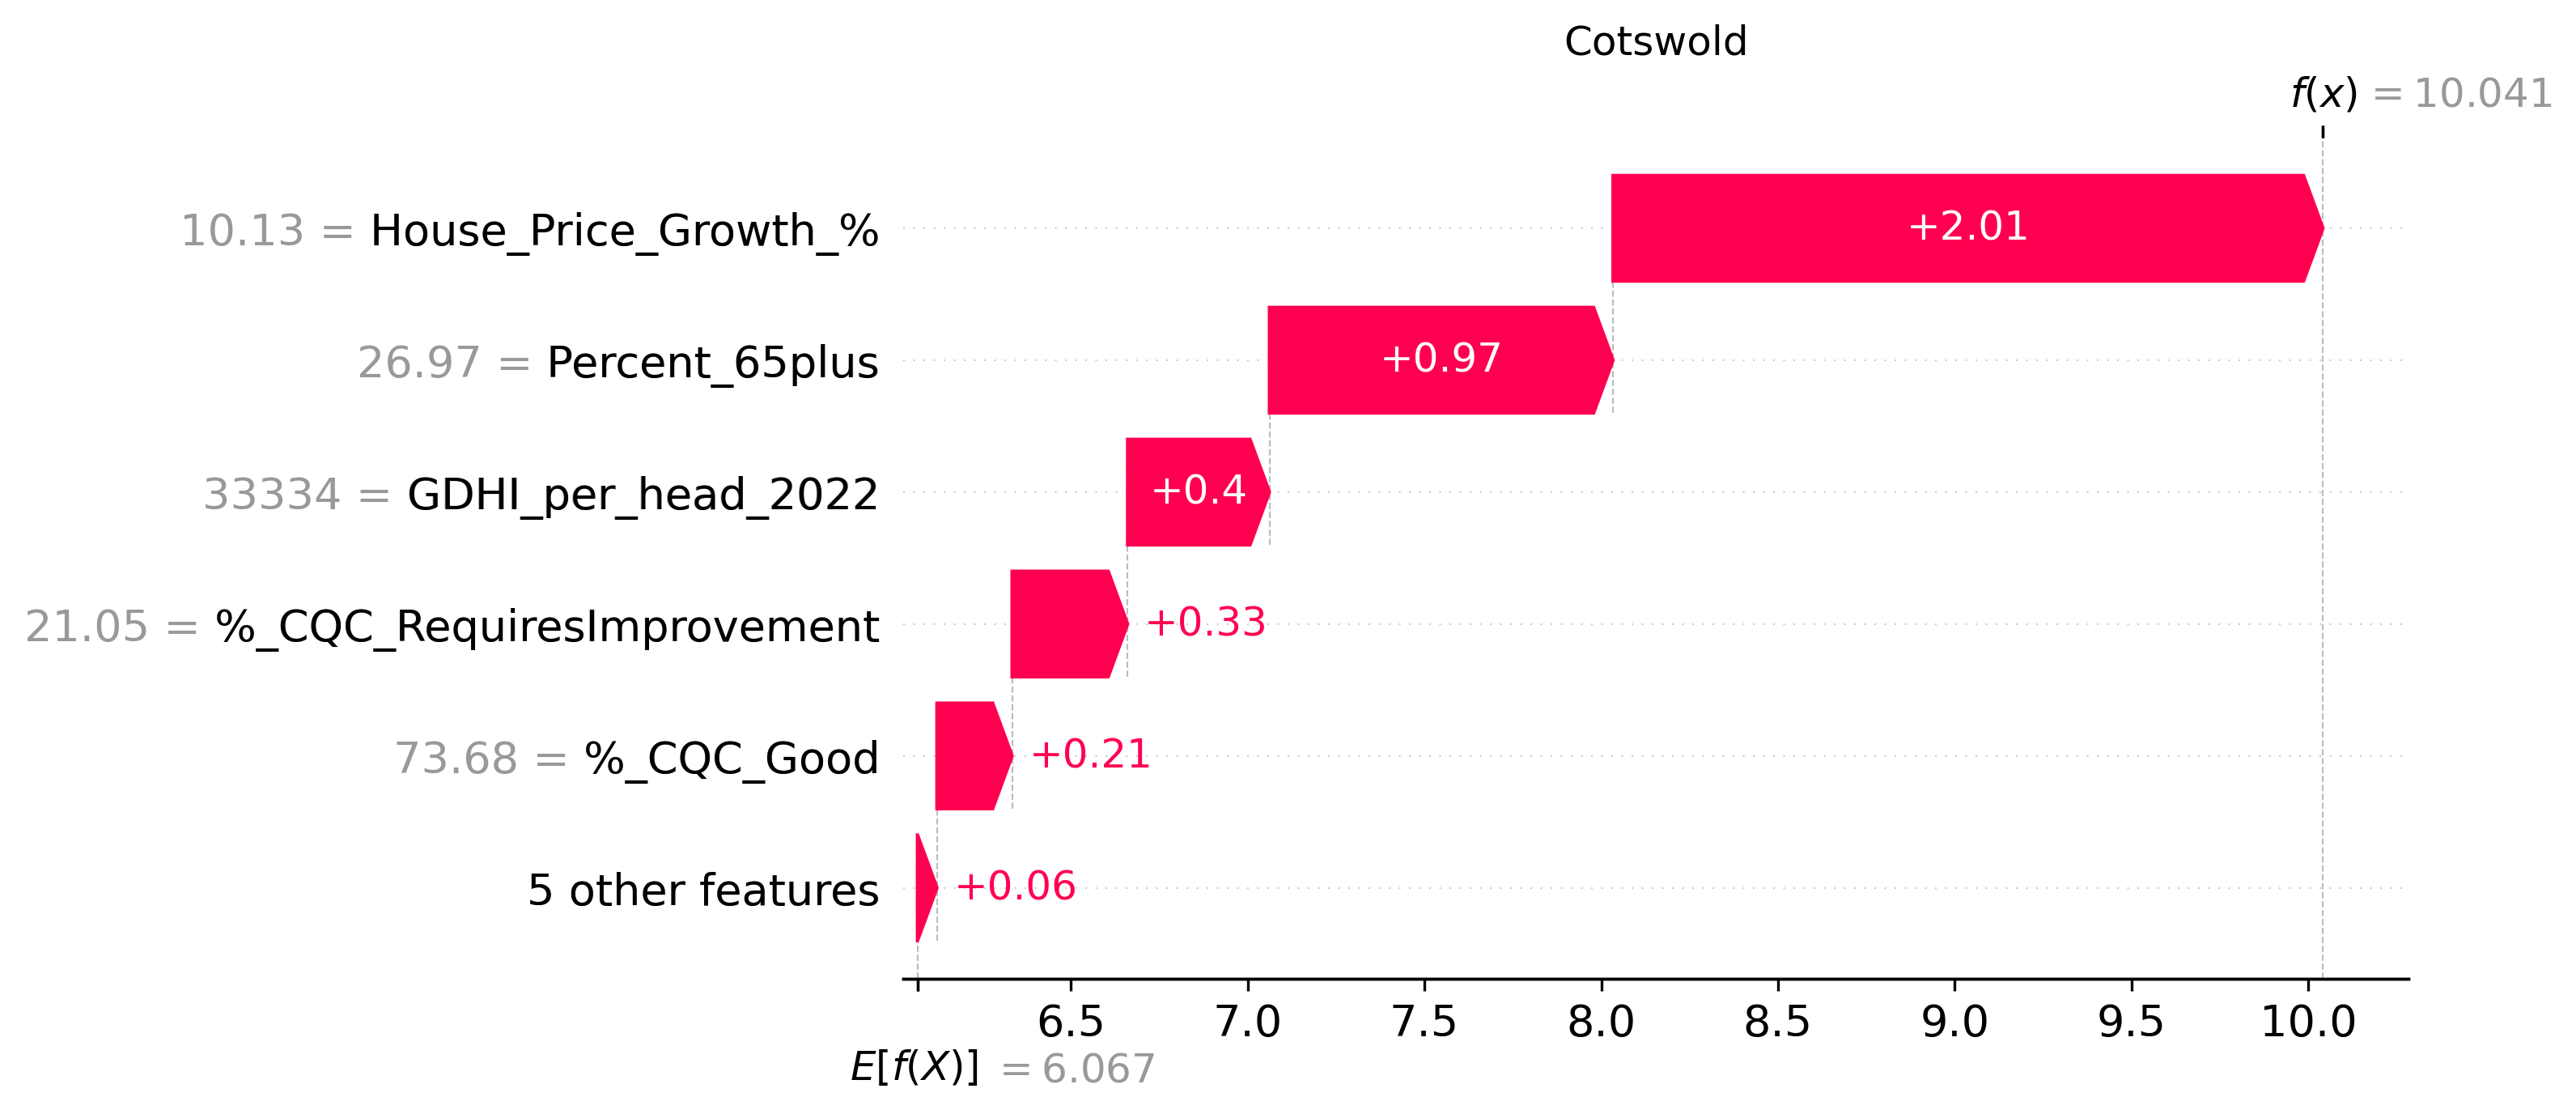 Cotswold
f(x) = 10.041
10.13 = House_Price_Growth_% +2.01
26.97 = Percent_65plus +0.97
33334 = GDHI_per_head_2022 +0.4
21.05 = %_CQC_RequiresImprovement +0.33
73.68 = %_CQC_Good +0.21
5 other features +0.06
6.5 7.0 7.5 8.0 8.5 9.0 9.5 10.0
E[f(X)] = 6.067